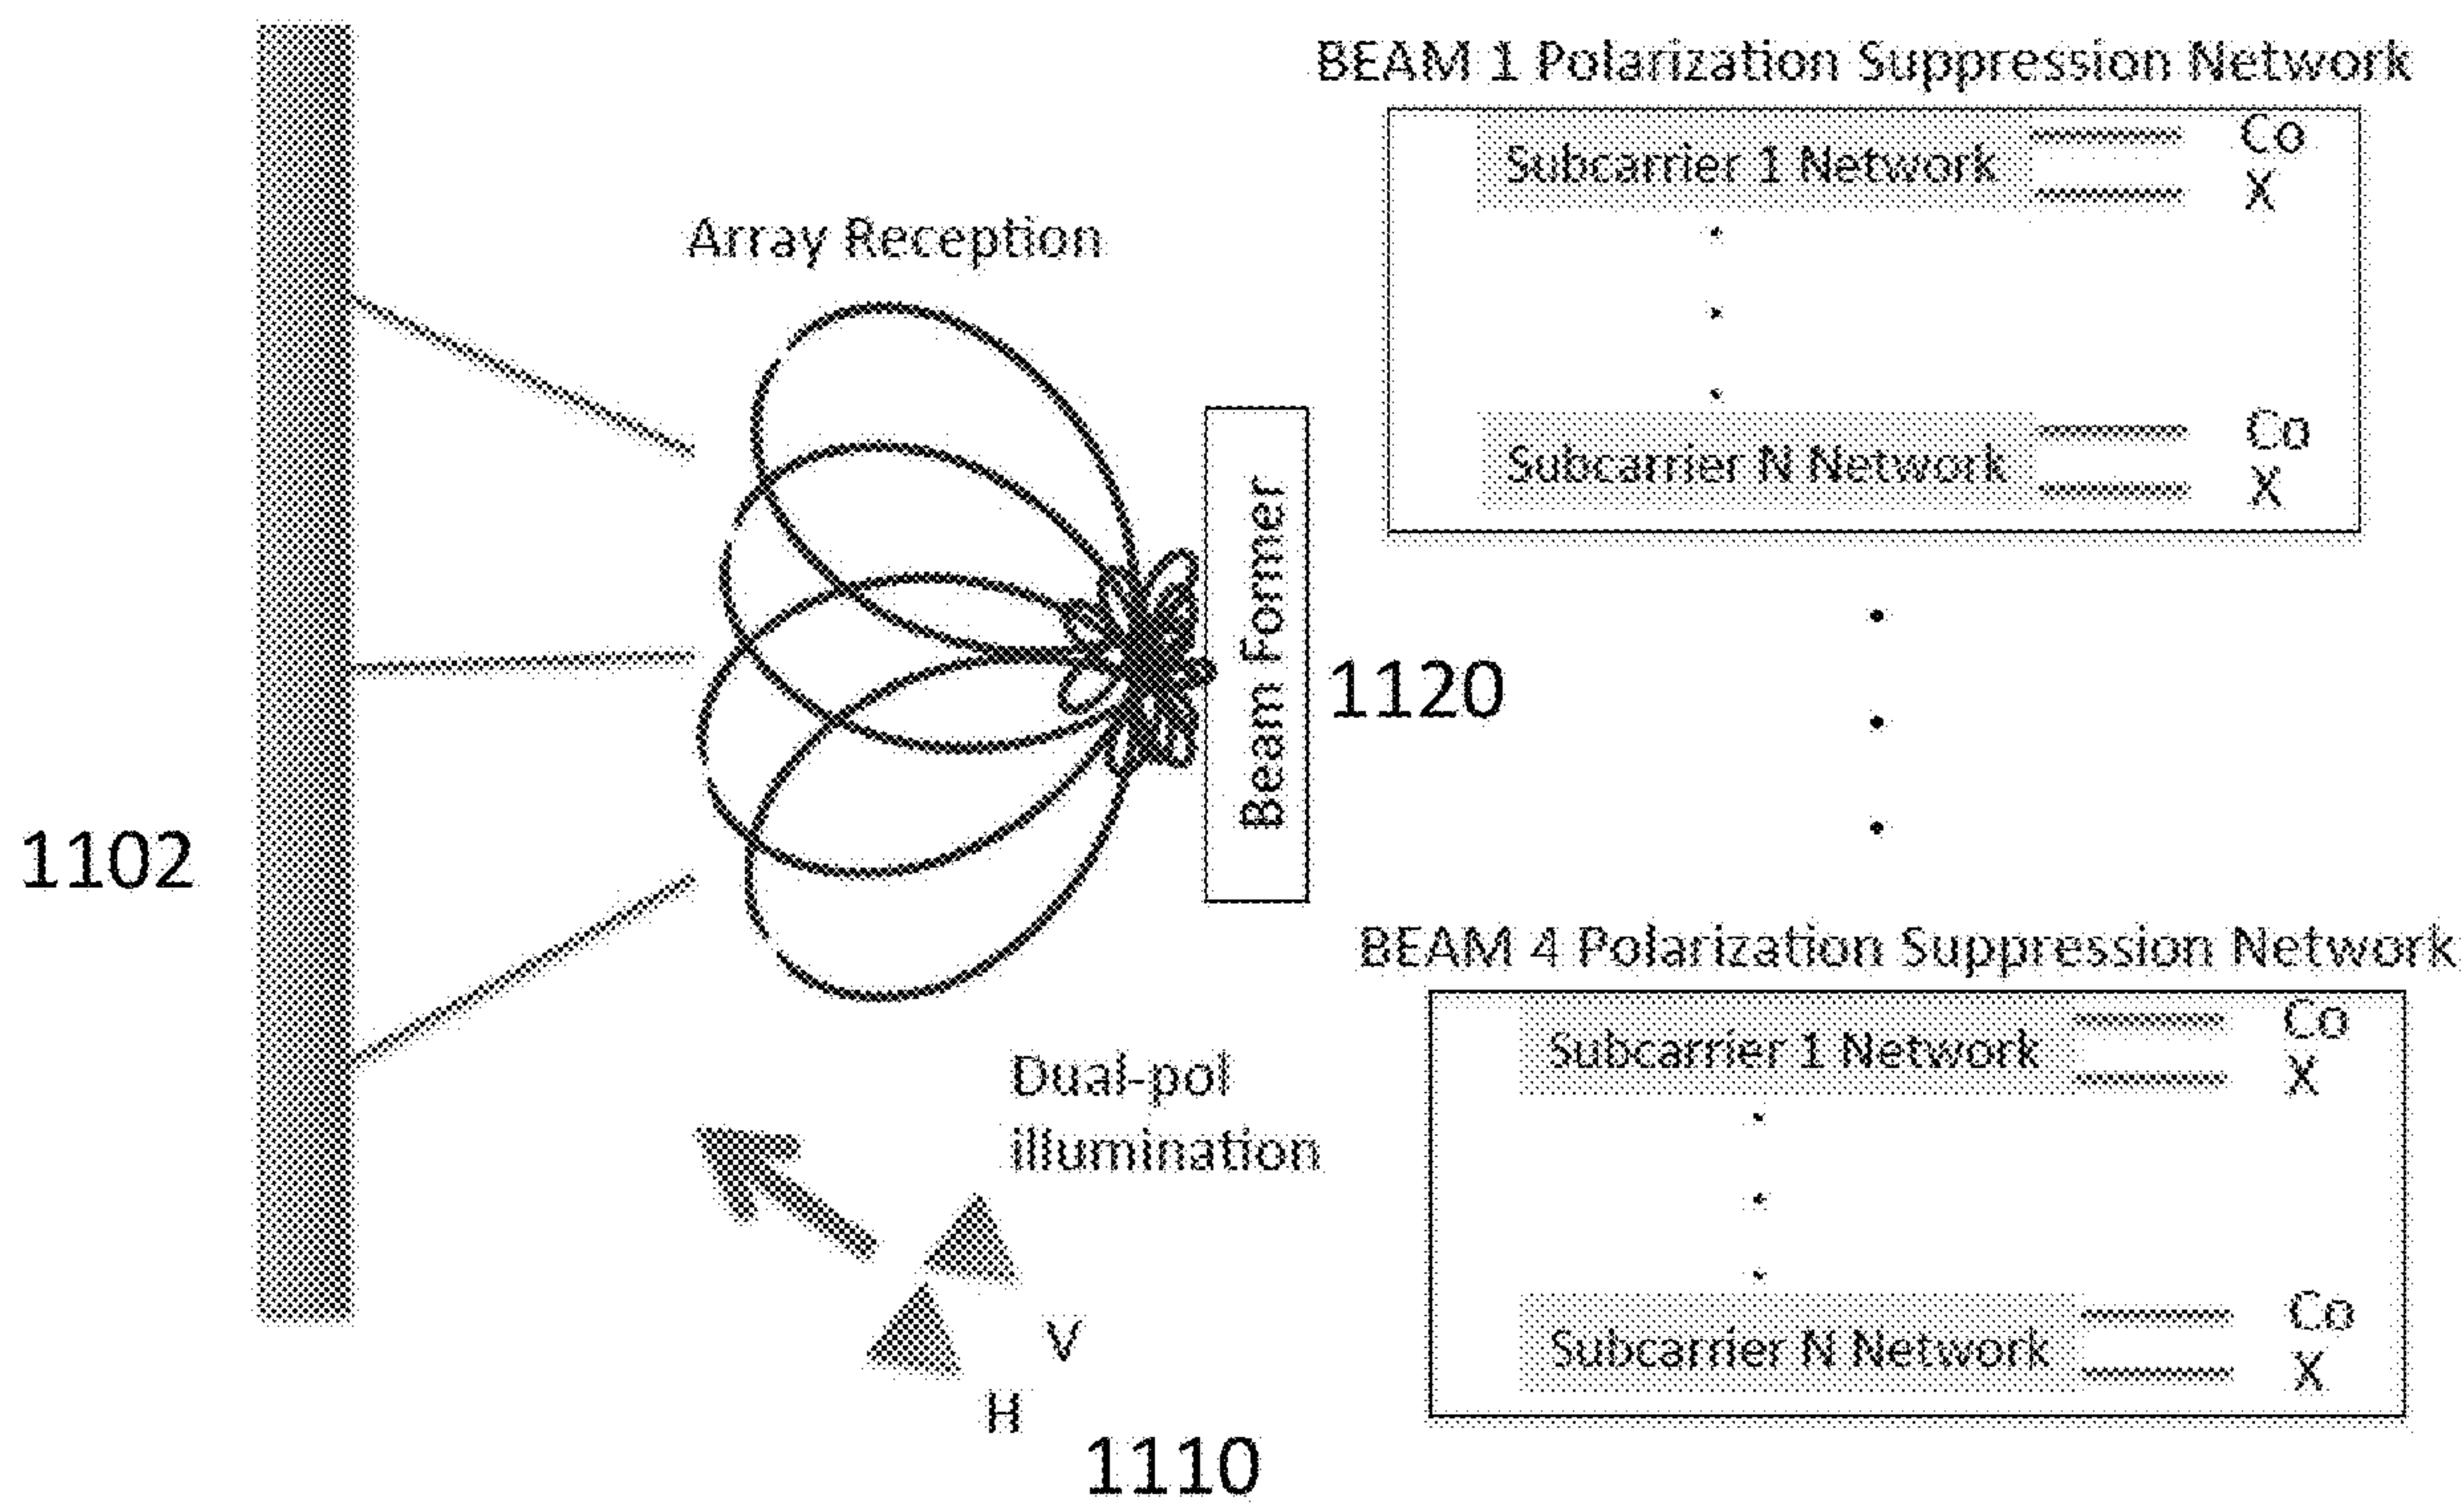 BEAM 1 Polarization Suppression Network
Subcarrier 1 Network
Co
X
Subcarrier N Network
Co
X
Array Reception
Beam Former
1120
1102
BEAM 4 Polarization Suppression Network
Subcarrier 1 Network
Co
X
Subcarrier N Network
Co
X
Dual-pol
illumination
V
H
1110